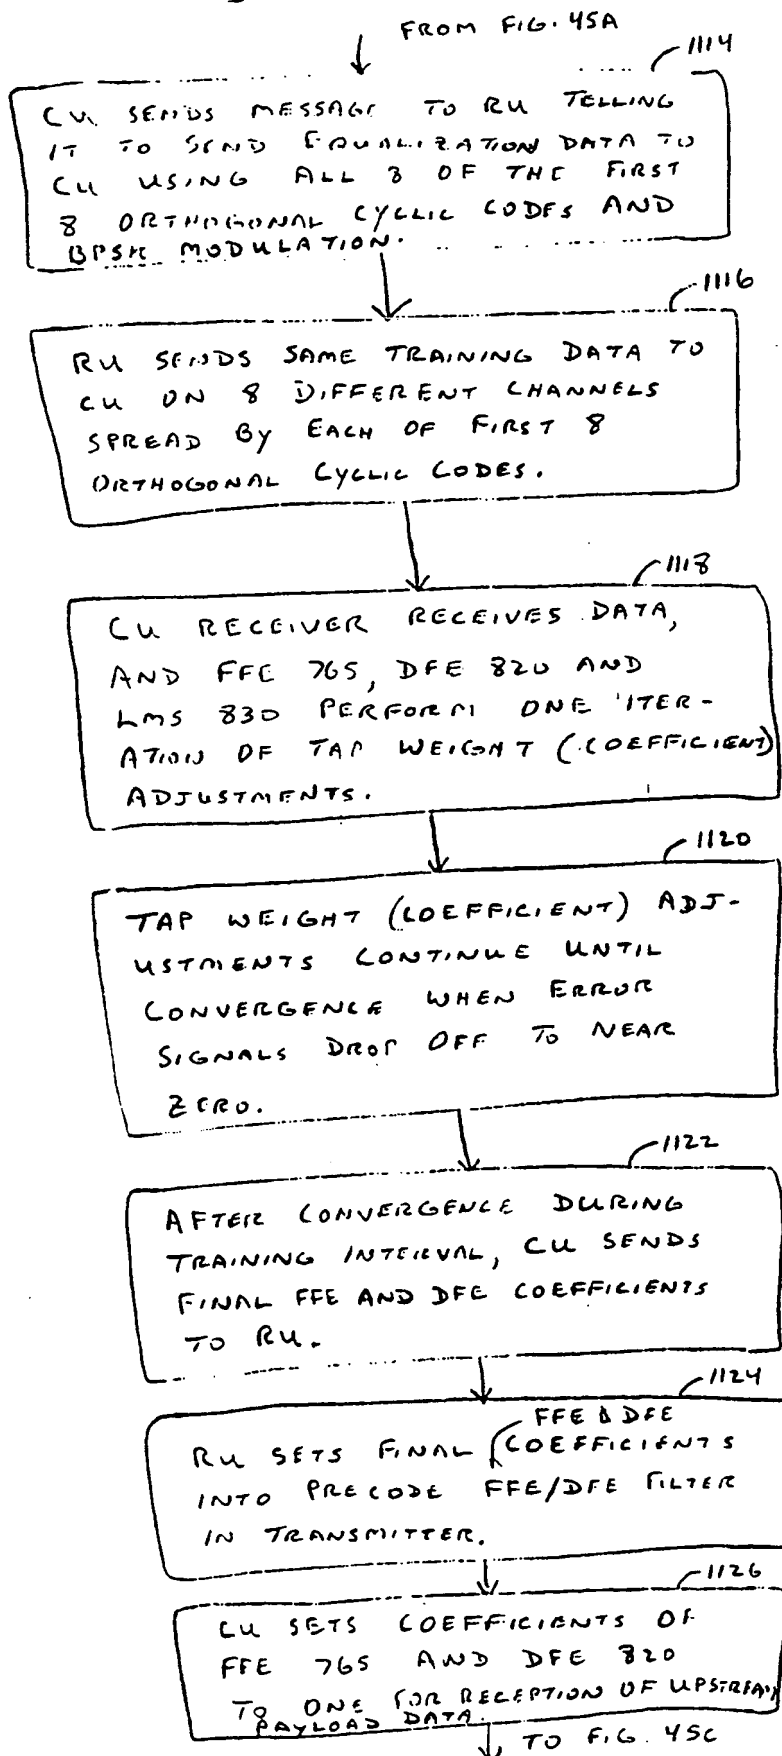 FROM FIG. 45A
1114
CU SENDS MESSAGE TO RU TELLING
IT TO SEND EQUALIZATION DATA TO
CU USING ALL 8 OF THE FIRST
8 ORTHOGONAL CYCLIC CODES AND
BPSK MODULATION.
1116
RU SENDS SAME TRAINING DATA TO
CU ON 8 DIFFERENT CHANNELS
SPREAD BY EACH OF FIRST 8
ORTHOGONAL CYCLIC CODES.
1118
CU RECEIVER RECEIVES DATA,
AND FFE 765, DFE 820 AND
LMS 830 PERFORM ONE ITER-
ATION OF TAP WEIGHT (COEFFICIENT)
ADJUSTMENTS.
1120
TAP WEIGHT (COEFFICIENT) ADJ-
USTMENTS CONTINUE UNTIL
CONVERGENCE WHEN ERROR
SIGNALS DROP OFF TO NEAR
ZERO.
1122
AFTER CONVERGENCE DURING
TRAINING INTERVAL, CU SENDS
FINAL FFE AND DFE COEFFICIENTS
TO RU.
1124
FFE & DFE
RU SETS FINAL COEFFICIENTS
INTO PRECODE FFE/DFE FILTER
IN TRANSMITTER.
1126
CU SETS COEFFICIENTS OF
FFE 765 AND DFE 820
TO ONE FOR RECEPTION OF UPSTREAM
PAYLOAD DATA.
TO FIG. 45C